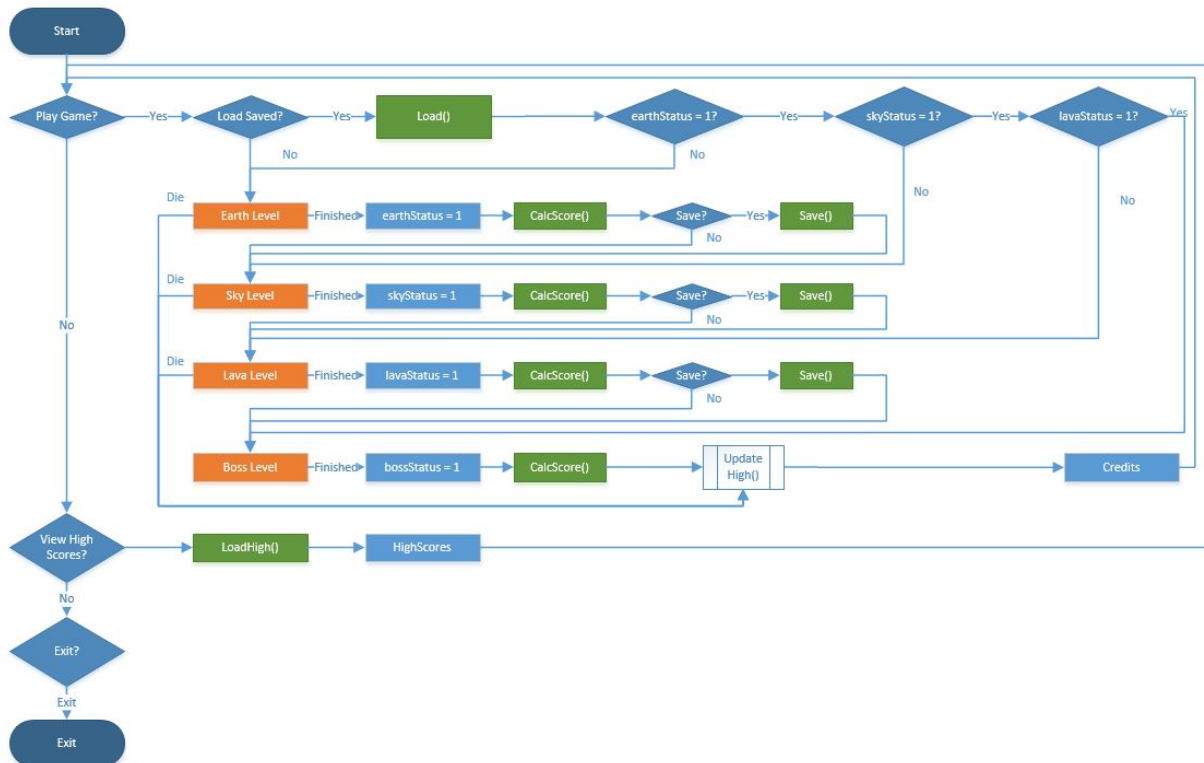 Start
Play Game?
Yes
Load Saved?
Yes
Load()
earthStatus = 1?
Yes
skyStatus = 1?
Yes
lavaStatus = 1?
Yes
No
No
No
No
Die
Earth Level
Finished
earthStatus = 1
CalcScore()
Save?
Yes
Save()
No
Die
Sky Level
Finished
skyStatus = 1
CalcScore()
Save?
Yes
Save()
No
No
Die
Lava Level
Finished
lavaStatus = 1
CalcScore()
Save?
Yes
Save()
No
Boss Level
Finished
bossStatus = 1
CalcScore()
Update
High()
Credits
View High
Scores?
LoadHigh()
HighScores
No
Exit?
Exit
Exit